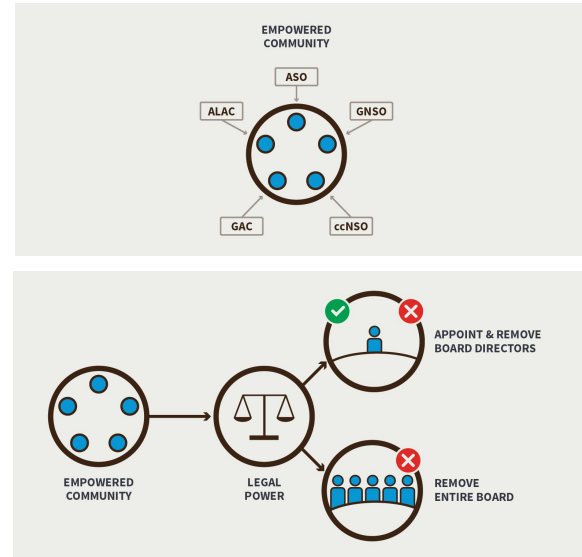 EMPOWERED
COMMUNITY
ASO
ALAC
GNSO
GAC
ccNSO
APPOINT & REMOVE
BOARD DIRECTORS
EMPOWERED
COMMUNITY
LEGAL
POWER
REMOVE
ENTIRE BOARD